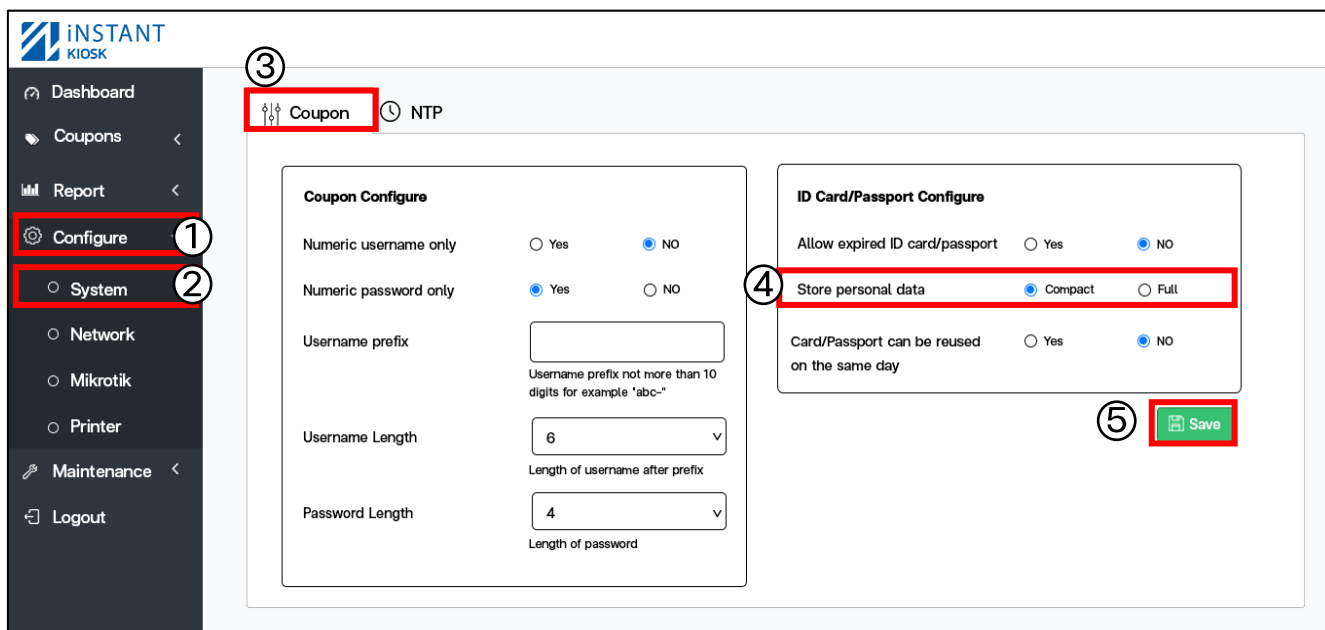 iNSTANT
KIOSK
Dashboard
Coupons
Report
Configure
①
System
②
Network
Mikrotik
Printer
Maintenance
Logout
③
Coupon
NTP
Coupon Configure
Numeric username only
Yes
NO
Numeric password only
Yes
NO
Username prefix
Username prefix not more than 10
digits for example "abc-"
Username Length
6
Length of username after prefix
Password Length
4
Length of password
ID Card/Passport Configure
Allow expired ID card/passport
Yes
NO
④
Store personal data
Compact
Full
Card/Passport can be reused
on the same day
Yes
NO
⑤
Save